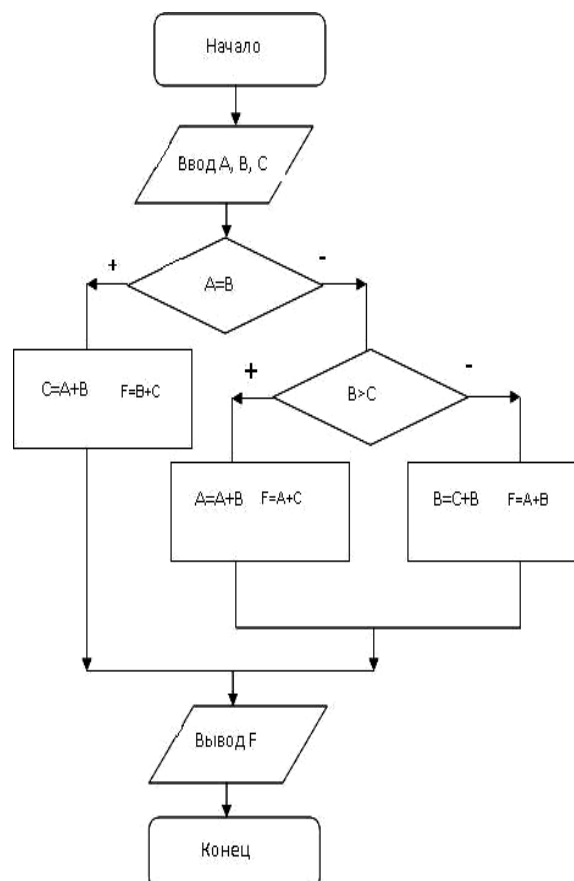 Начало
Ввод A, B, C
+
-
A=B
C=A+B F=B+C
+
-
B>C
A=A+B F=A+C
B=C+B F=A+B
Вывод F
Конец